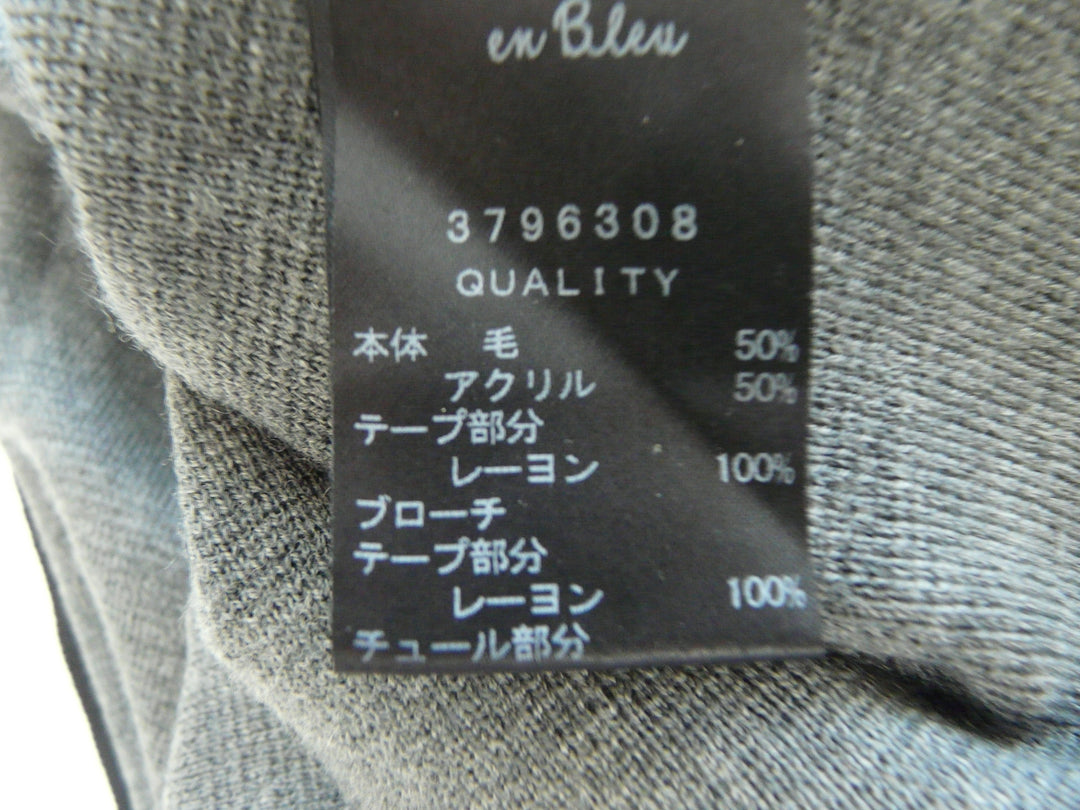 en Bleu
3796308
QUALITY
本体 毛 50%
アクリル 50%
テープ部分
レーヨン 100%
ブローチ
テープ部分
レーヨン 100%
チュール部分